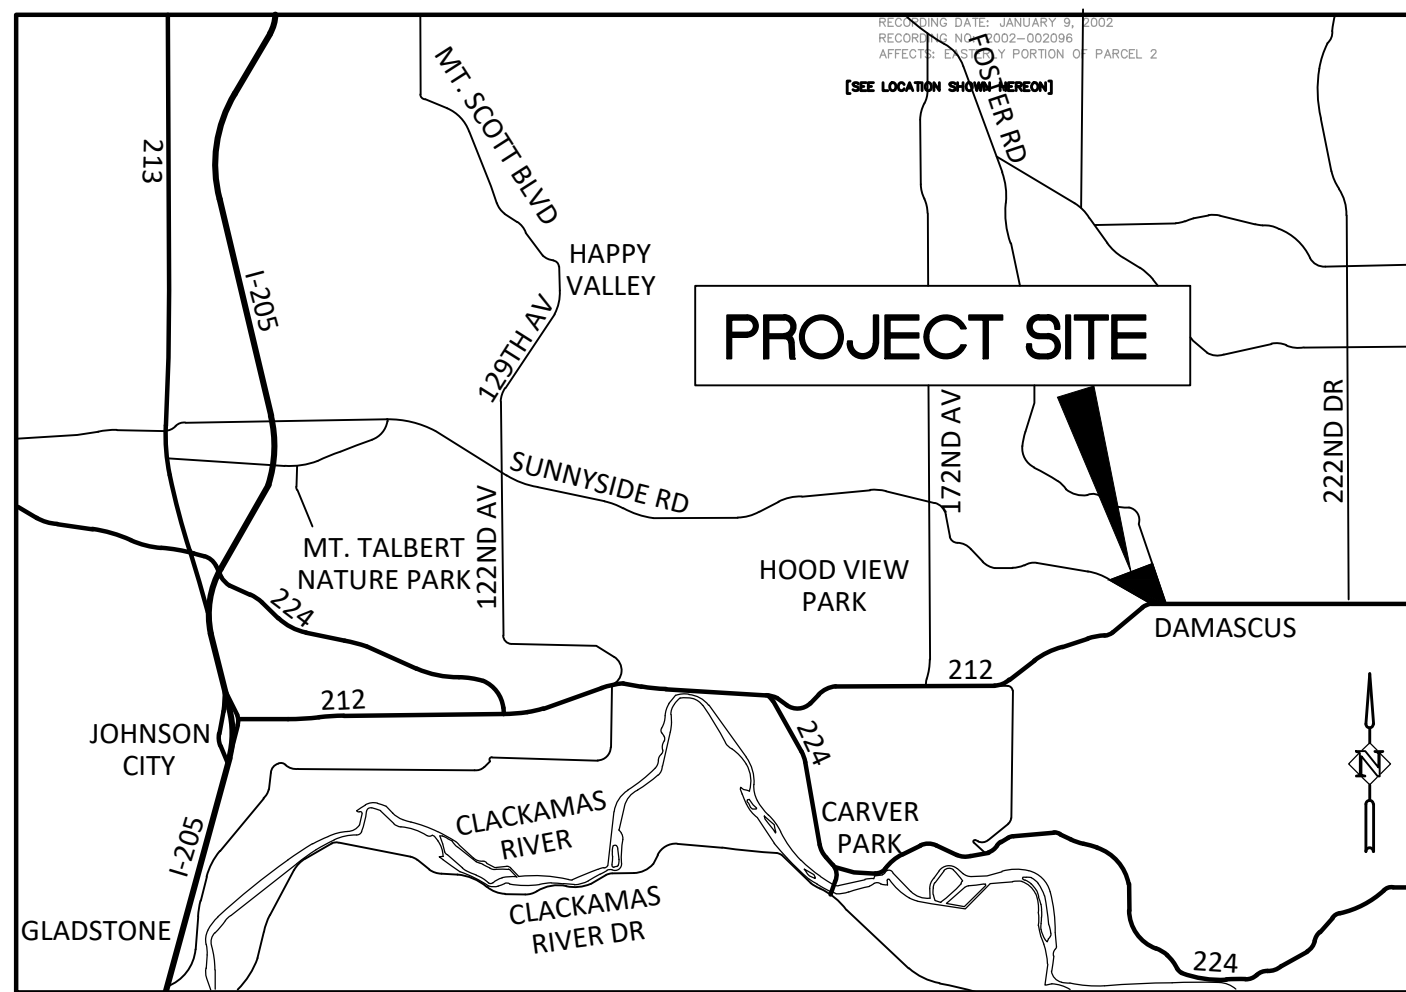 RECORDING DATE: JANUARY 9, 2002
RECORDING NO: 2002-002096
AFFECTS: EASTERLY PORTION OF PARCEL 2
[SEE LOCATION SHOWN HEREON]
FOSTER RD
MT. SCOTT BLVD
213
HAPPY
VALLEY
I-205
129TH AV
PROJECT SITE
172ND AV
222ND DR
SUNNYSIDE RD
122ND AV
MT. TALBERT
NATURE PARK
HOOD VIEW
PARK
224
DAMASCUS
212
212
JOHNSON
CITY
224
N
CLACKAMAS
RIVER
CARVER
PARK
I-205
CLACKAMAS
RIVER DR
GLADSTONE
224